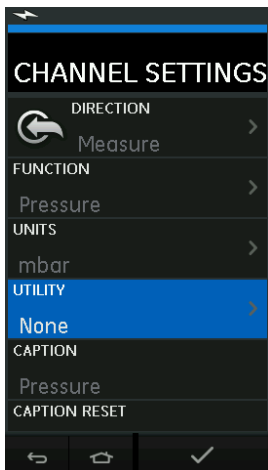 CHANNEL SETTINGS
DIRECTION
Measure
FUNCTION
Pressure
UNITS
mbar
UTILITY
None
CAPTION
Pressure
CAPTION RESET